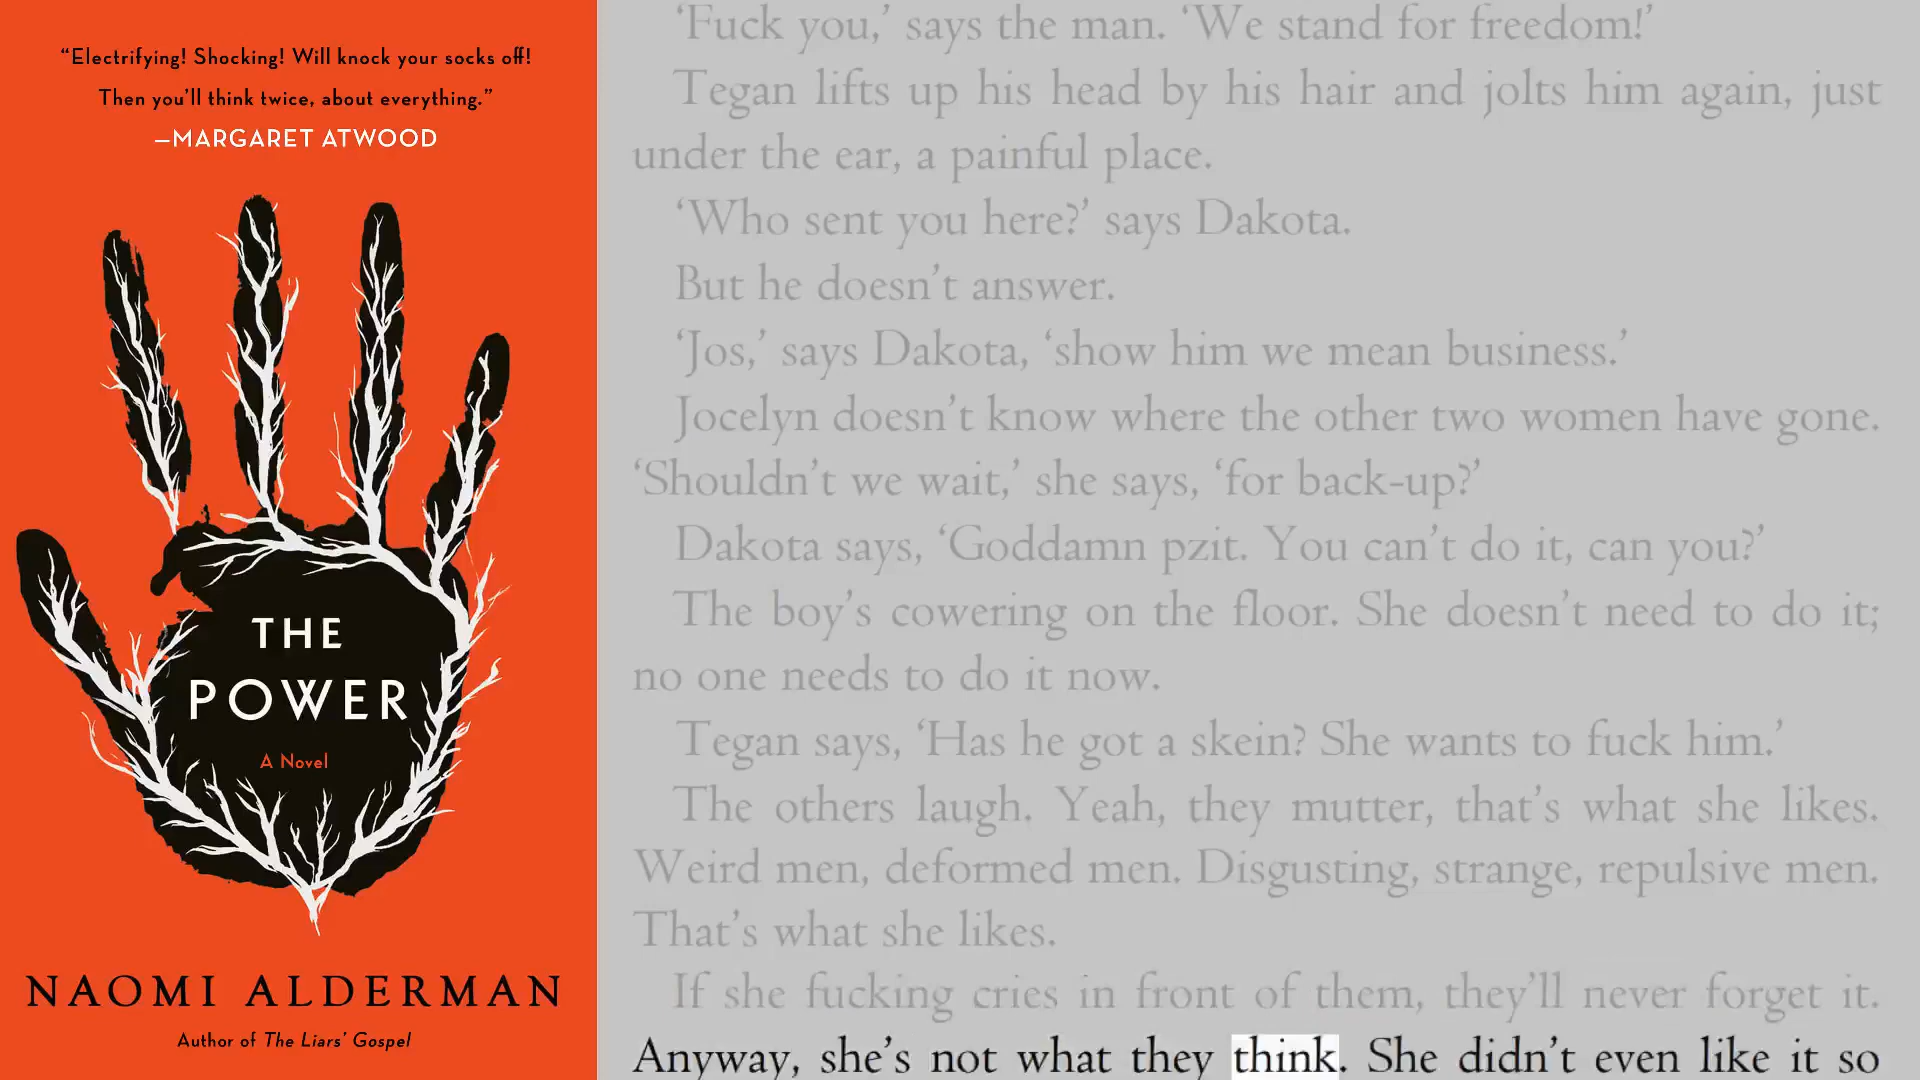 “Electrifying! Shocking! Will knock your socks off!
Then you’ll think twice, about everything.”
—MARGARET ATWOOD
THE
POWER
A Novel
NAOMI ALDERMAN
Author of The Liars’ Gospel
‘Fuck you,’ says the man. ‘We stand for freedom!’
Tegan lifts up his head by his hair and jolts him again, just
under the ear, a painful place.
‘Who sent you here?’ says Dakota.
But he doesn’t answer.
‘Jos,’ says Dakota, ‘show him we mean business.’
Jocelyn doesn’t know where the other two women have gone.
‘Shouldn’t we wait,’ she says, ‘for back-up?’
Dakota says, ‘Goddamn pzit. You can’t do it, can you?’
The boy’s cowering on the floor. She doesn’t need to do it;
no one needs to do it now.
Tegan says, ‘Has he got a skein? She wants to fuck him.’
The others laugh. Yeah, they mutter, that’s what she likes.
Weird men, deformed men. Disgusting, strange, repulsive men.
That’s what she likes.
If she fucking cries in front of them, they’ll never forget it.
Anyway, she’s not what they think. She didn’t even like it so